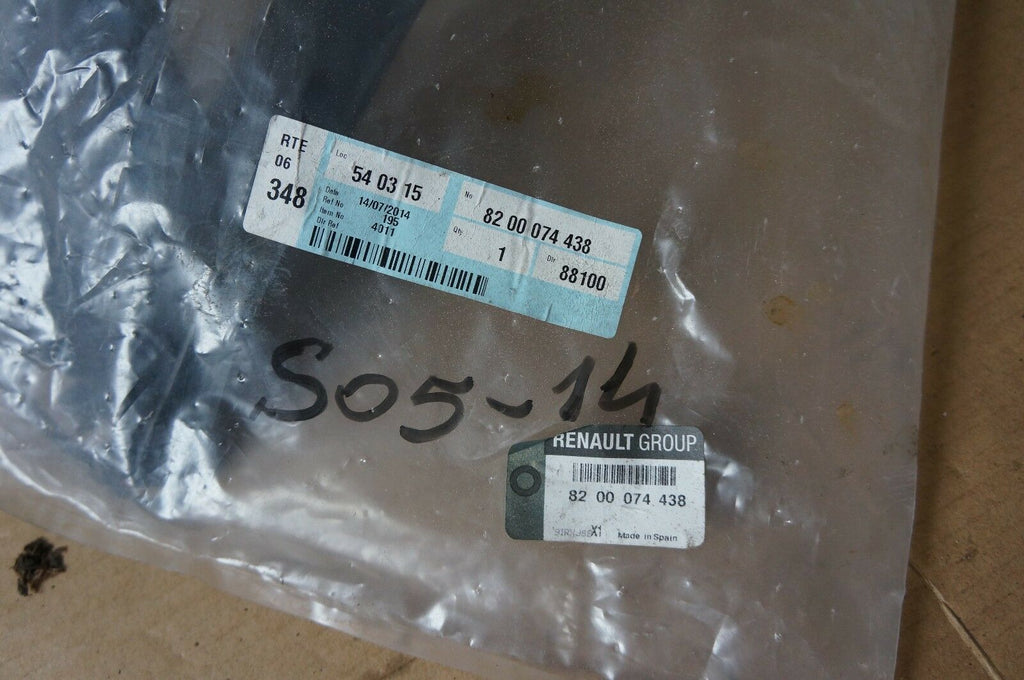 RTE
06
348
Loc
54 03 15
Date
14/07/2014
Ref No
195
Item No
4011
Dlr Ref
No
82 00 074 438
Qty
1
Dlr
88100
S05-14
RENAULT GROUP
82 00 074 438
X1
Made in Spain